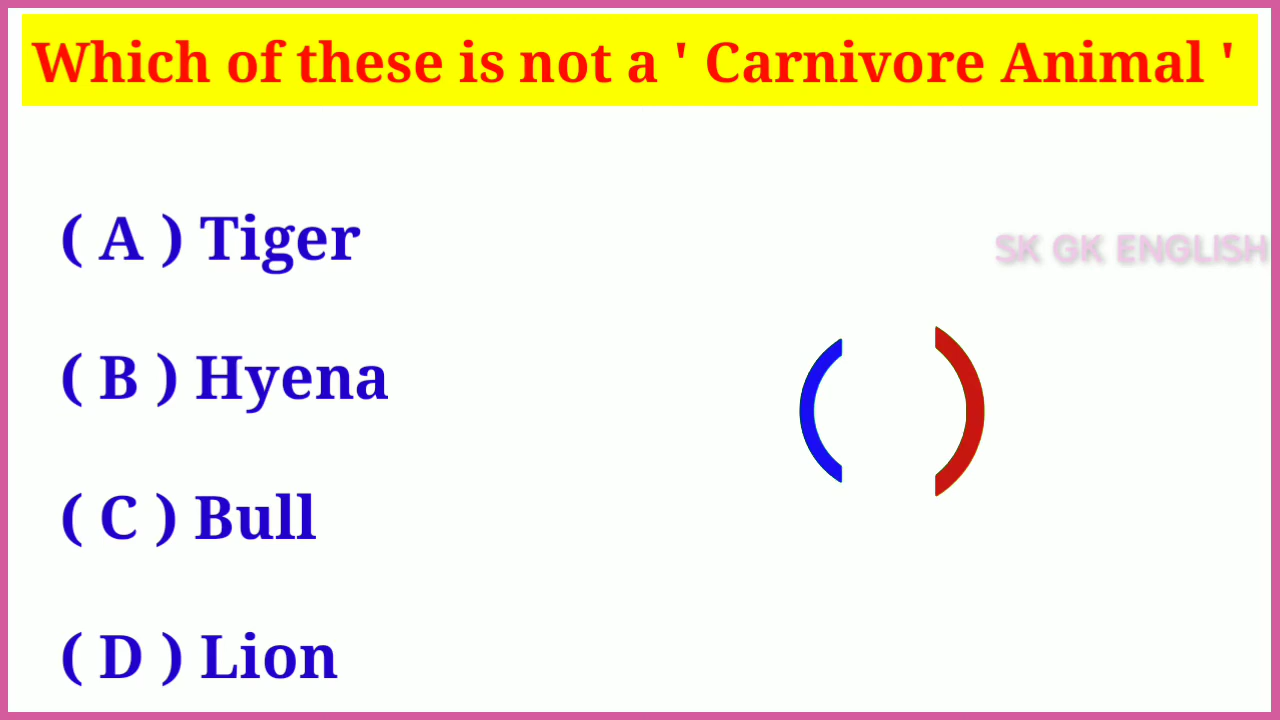 Which of these is not a ' Carnivore Animal '
( A ) Tiger
SK GK ENGLISH
( B ) Hyena
( C ) Bull
( D ) Lion